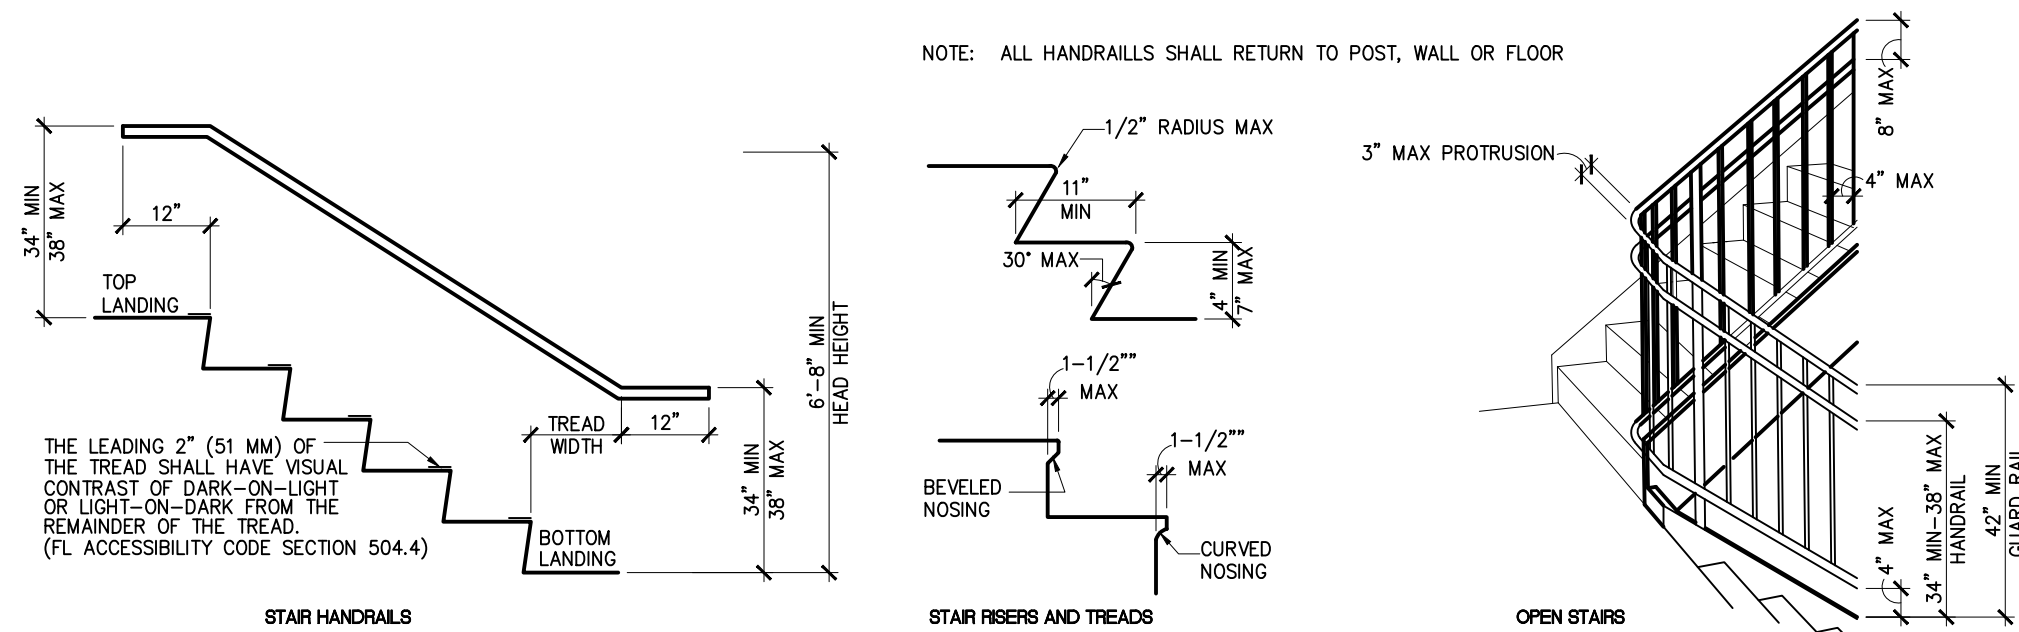 NOTE: ALL HANDRAILLS SHALL RETURN TO POST, WALL OR FLOOR
34" MIN
38" MAX
12"
TOP
LANDING
THE LEADING 2" (51 MM) OF
THE TREAD SHALL HAVE VISUAL
CONTRAST OF DARK-ON-LIGHT
OR LIGHT-ON-DARK FROM THE
REMAINDER OF THE TREAD.
(FL ACCESSIBILITY CODE SECTION 504.4)
TREAD
WIDTH
12"
BOTTOM
LANDING
34" MIN
38" MAX
6'-8" MIN
HEAD HEIGHT
STAIR HANDRAILS
1/2" RADIUS MAX
11"
MIN
30° MAX
4" MIN
7" MAX
1-1/2""
MAX
1-1/2""
MAX
BEVELED
NOSING
CURVED
NOSING
STAIR RISERS AND TREADS
3" MAX PROTRUSION
8" MAX
4" MAX
4" MAX
34" MIN-38" MAX
HANDRAIL
42" MIN
GUARD RAIL
OPEN STAIRS